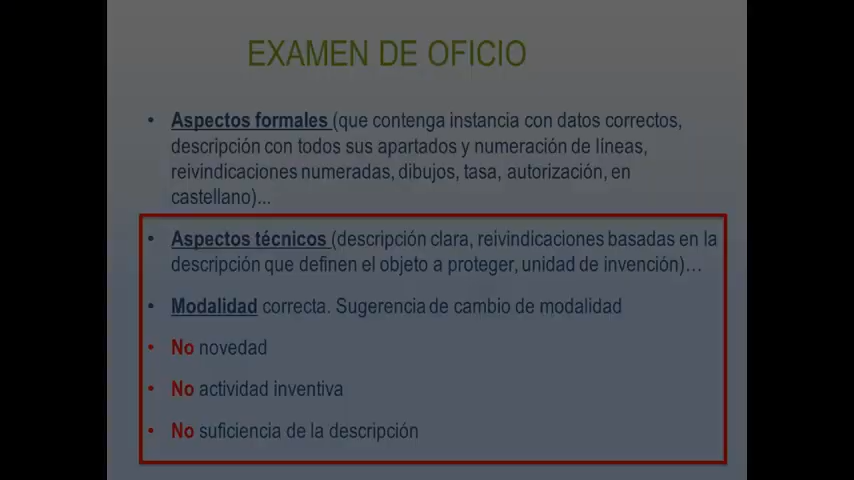 EXAMEN DE OFICIO
• Aspectos formales (que contenga instancia con datos correctos,
descripción con todos sus apartados y numeración de líneas,
reivindicaciones numeradas, dibujos, tasa, autorización, en
castellano)...
• Aspectos técnicos (descripción clara, reivindicaciones basadas en la
descripción que definen el objeto a proteger, unidad de invención)…
• Modalidad correcta. Sugerencia de cambio de modalidad
• No novedad
• No actividad inventiva
• No suficiencia de la descripción